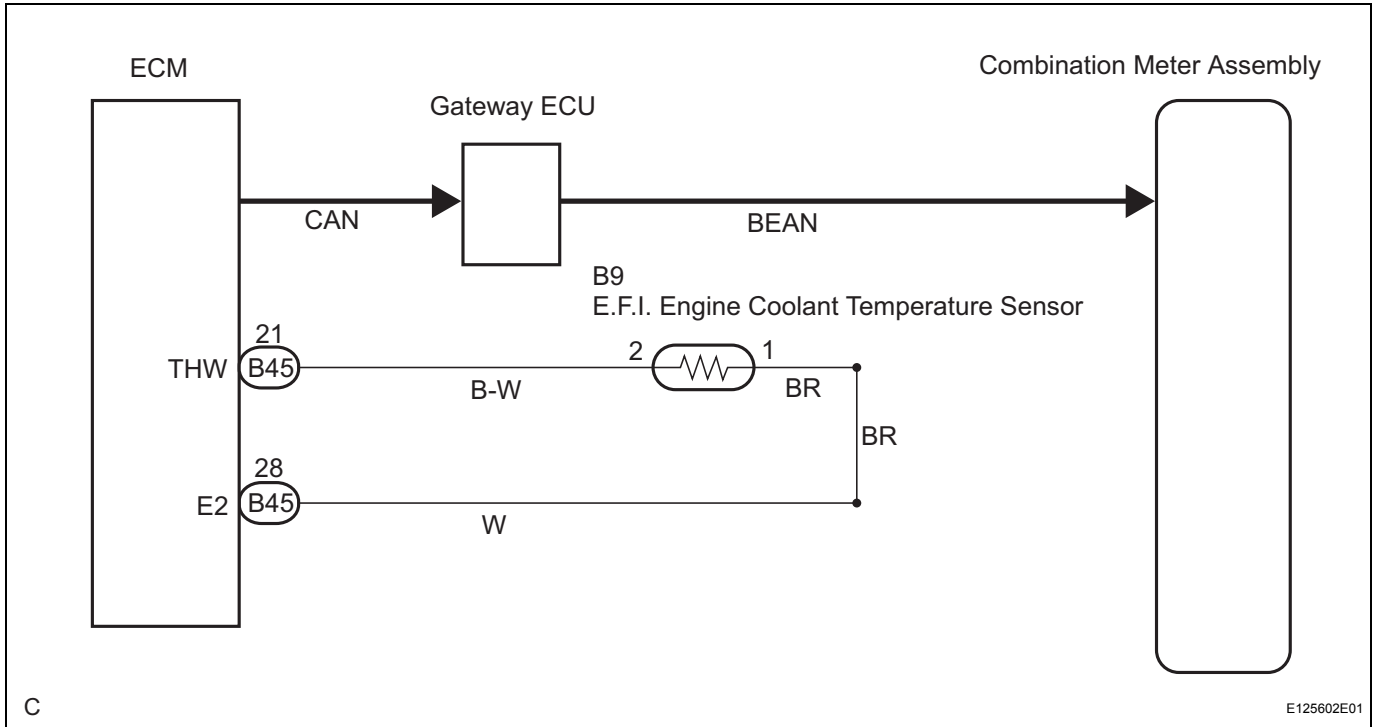 ECM
Combination Meter Assembly
Gateway ECU
CAN
BEAN
B9
E.F.I. Engine Coolant Temperature Sensor
21
THW
B45
2
1
B-W
BR
BR
28
E2
B45
W
C
E125602E01